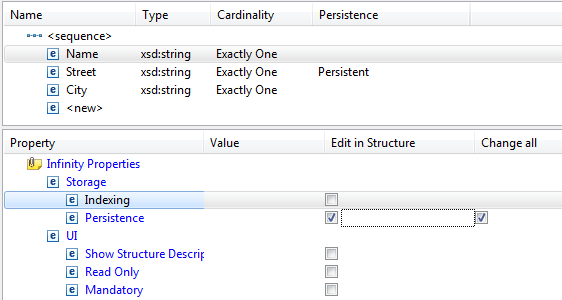 Name Type Cardinality Persistence
<sequence>
Name xsd:string Exactly One
Street xsd:string Exactly One Persistent
City xsd:string Exactly One
<new>
Property Value Edit in Structure Change all
Infinity Properties
Storage
Indexing
Persistence
UI
Show Structure Descrip
Read Only
Mandatory